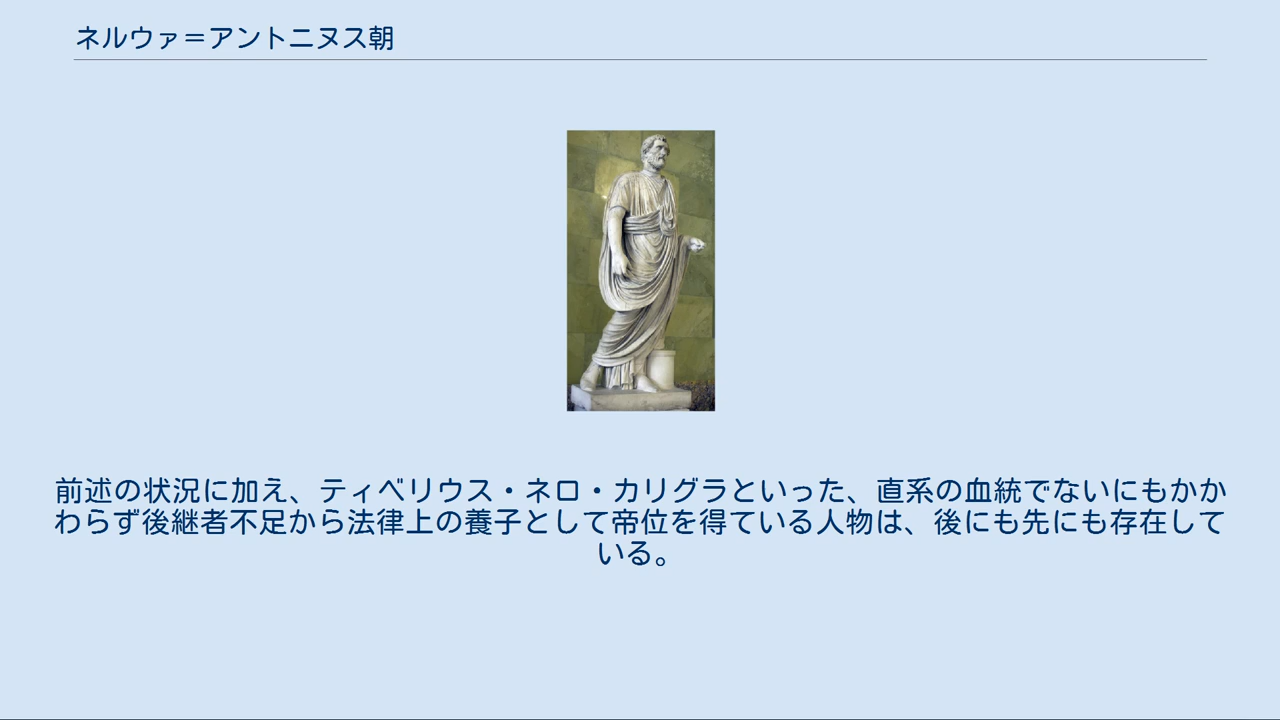 ネルウァ＝アントニヌス朝
前述の状況に加え、ティベリウス・ネロ・カリグラといった、直系の血統でないにもかか
わらず後継者不足から法律上の養子として帝位を得ている人物は、後にも先にも存在して
いる。